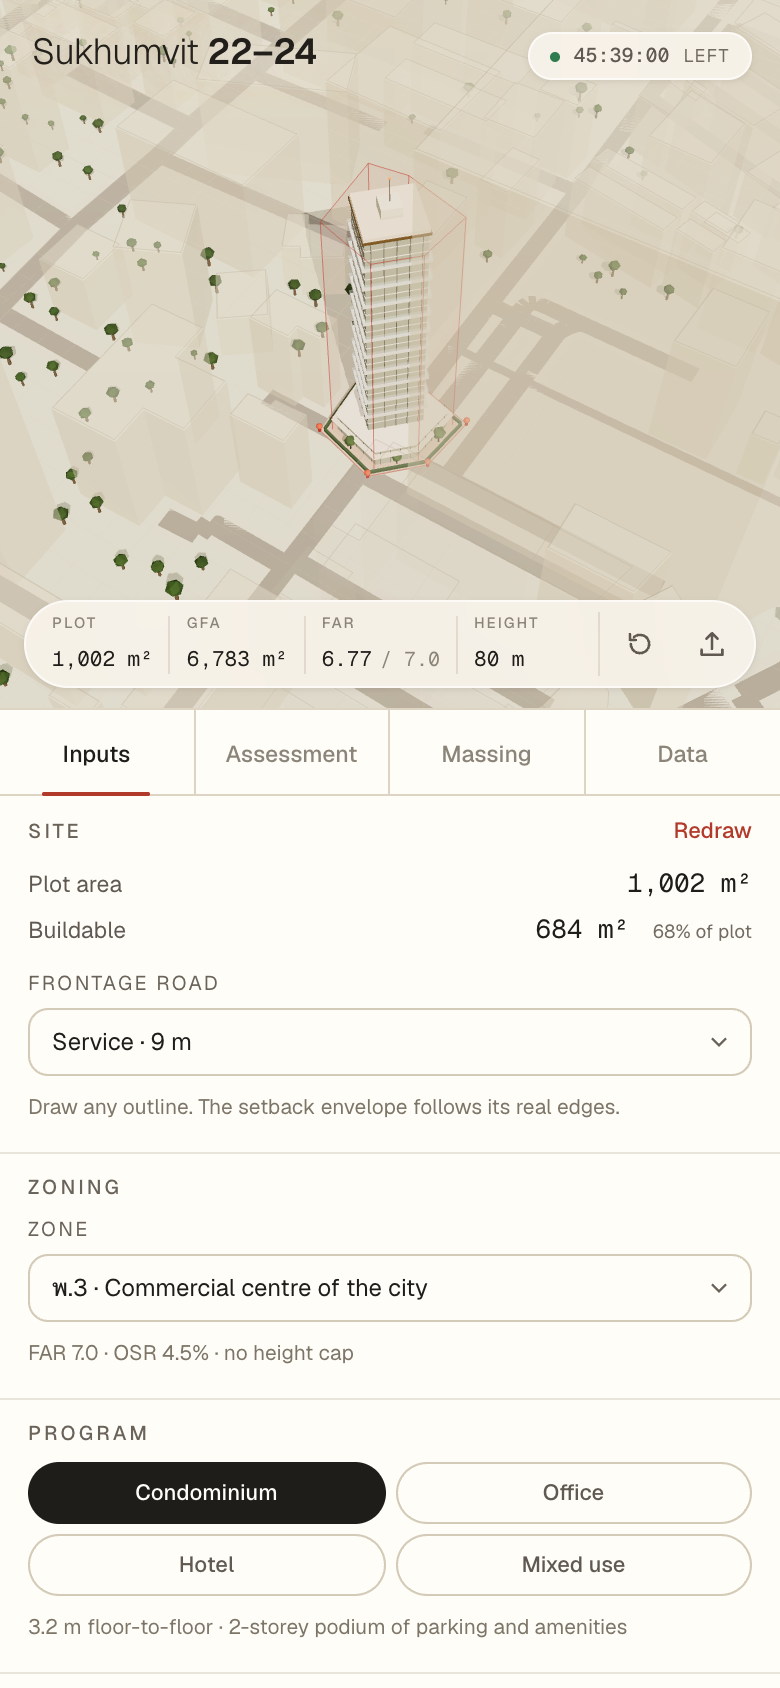 Sukhumvit 22–24
45:39:00 LEFT
PLOT GFA FAR HEIGHT
1,002 m² 6,783 m² 6.77 / 7.0 80 m
Inputs Assessment Massing Data
SITE Redraw
Plot area 1,002 m²
Buildable 684 m² 68% of plot
FRONTAGE ROAD
Service · 9 m
Draw any outline. The setback envelope follows its real edges.
ZONING
ZONE
พ.3 · Commercial centre of the city
FAR 7.0 · OSR 4.5% · no height cap
PROGRAM
Condominium Office
Hotel Mixed use
3.2 m floor-to-floor · 2-storey podium of parking and amenities